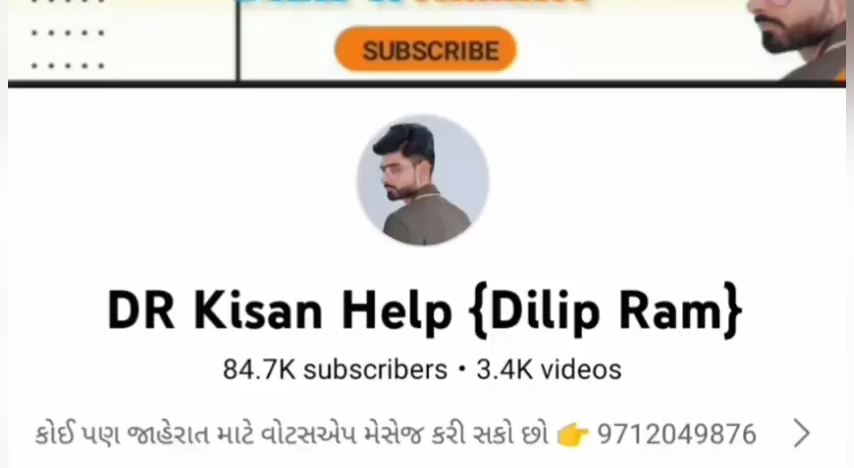 SUBSCRIBE
DR Kisan Help {Dilip Ram}
84.7K subscribers • 3.4K videos
કોઈ પણ જાહેરાત માટે વોટસએપ મેસેજ કરી સકો છો 👉 9712049876